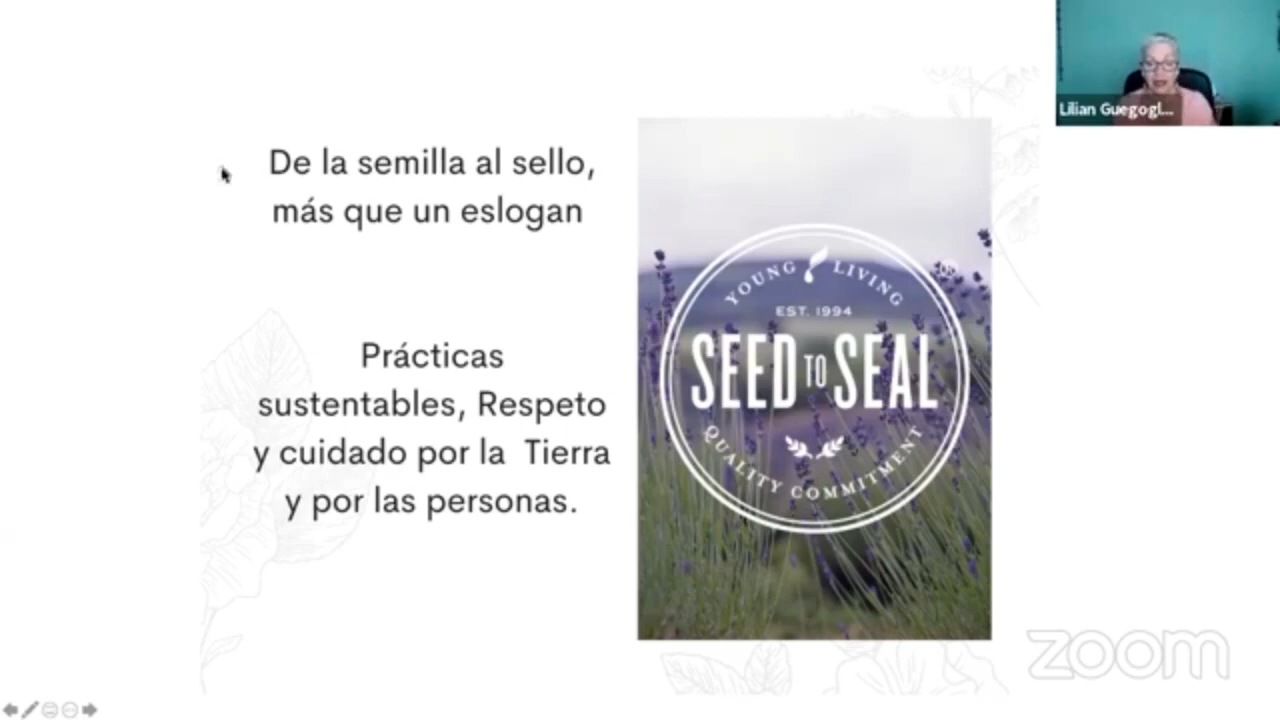 De la semilla al sello,
más que un eslogan
Prácticas
sustentables, Respeto
y cuidado por la Tierra
y por las personas.
YOUNG LIVING
EST. 1994
SEED TO SEAL
QUALITY COMMITMENT
®
Lilian Guegogl...
zoom